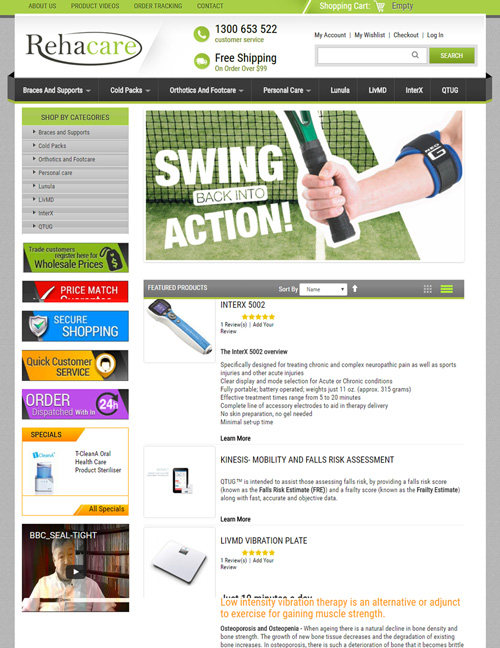 ABOUT US PRODUCT VIDEOS ORDER TRACKING CONTACT
Shopping Cart: Empty
Rehacare
1300 653 522
customer service
Free Shipping
On Order Over $99
My Account | My Wishlist | Checkout | Log In
SEARCH
Braces And Supports Cold Packs Orthotics And Footcare Personal Care Lunula LivMD InterX QTUG
SHOP BY CATEGORIES
Braces and Supports
Cold Packs
Orthotics and Footcare
Personal care
Lunula
LivMD
InterX
QTUG
SWING
BACK INTO
ACTION!
Trade customers
register here for
Wholesale Prices
PRICE MATCH
Guarantee
SECURE
SHOPPING
Quick Customer
SERVICE
ORDER
Dispatched With In 24h
SPECIALS
T-CleanA Oral
Health Care
Product Steriliser
All Specials
BBC_SEAL-TIGHT
FEATURED PRODUCTS Sort By Name
INTERX 5002
1 Review(s) | Add Your
Review
The InterX 5002 overview
Specifically designed for treating chronic and complex neuropathic pain as well as sports
injuries and other acute injuries
Clear display and mode selection for Acute or Chronic conditions
Fully portable; battery operated; weights just 11 oz. (approx. 315 grams)
Effective treatment times range from 5 to 20 minutes
Complete line of accessory electrodes to aid in therapy delivery
No skin preparation, no gel needed
Minimal set-up time
Learn More
KINESIS- MOBILITY AND FALLS RISK ASSESSMENT
QTUG™ is intended to assist those assessing falls risk, by providing a falls risk score
(known as the Falls Risk Estimate (FRE)) and a frailty score (known as the Frailty Estimate)
along with fast, accurate and objective data.
Learn More
LIVMD VIBRATION PLATE
1 Review(s) | Add Your
Review
Just 10 minutes a day
Low intensity vibration therapy is an alternative or adjunct
to exercise for gaining muscle strength.
Osteoporosis and Osteopenia - When ageing there is a natural decline in bone density and
bone strength. The growth of new bone tissue decreases and the degradation of existing
bone increases. In osteoporosis, there is such a deterioration of bone that it becomes brittle